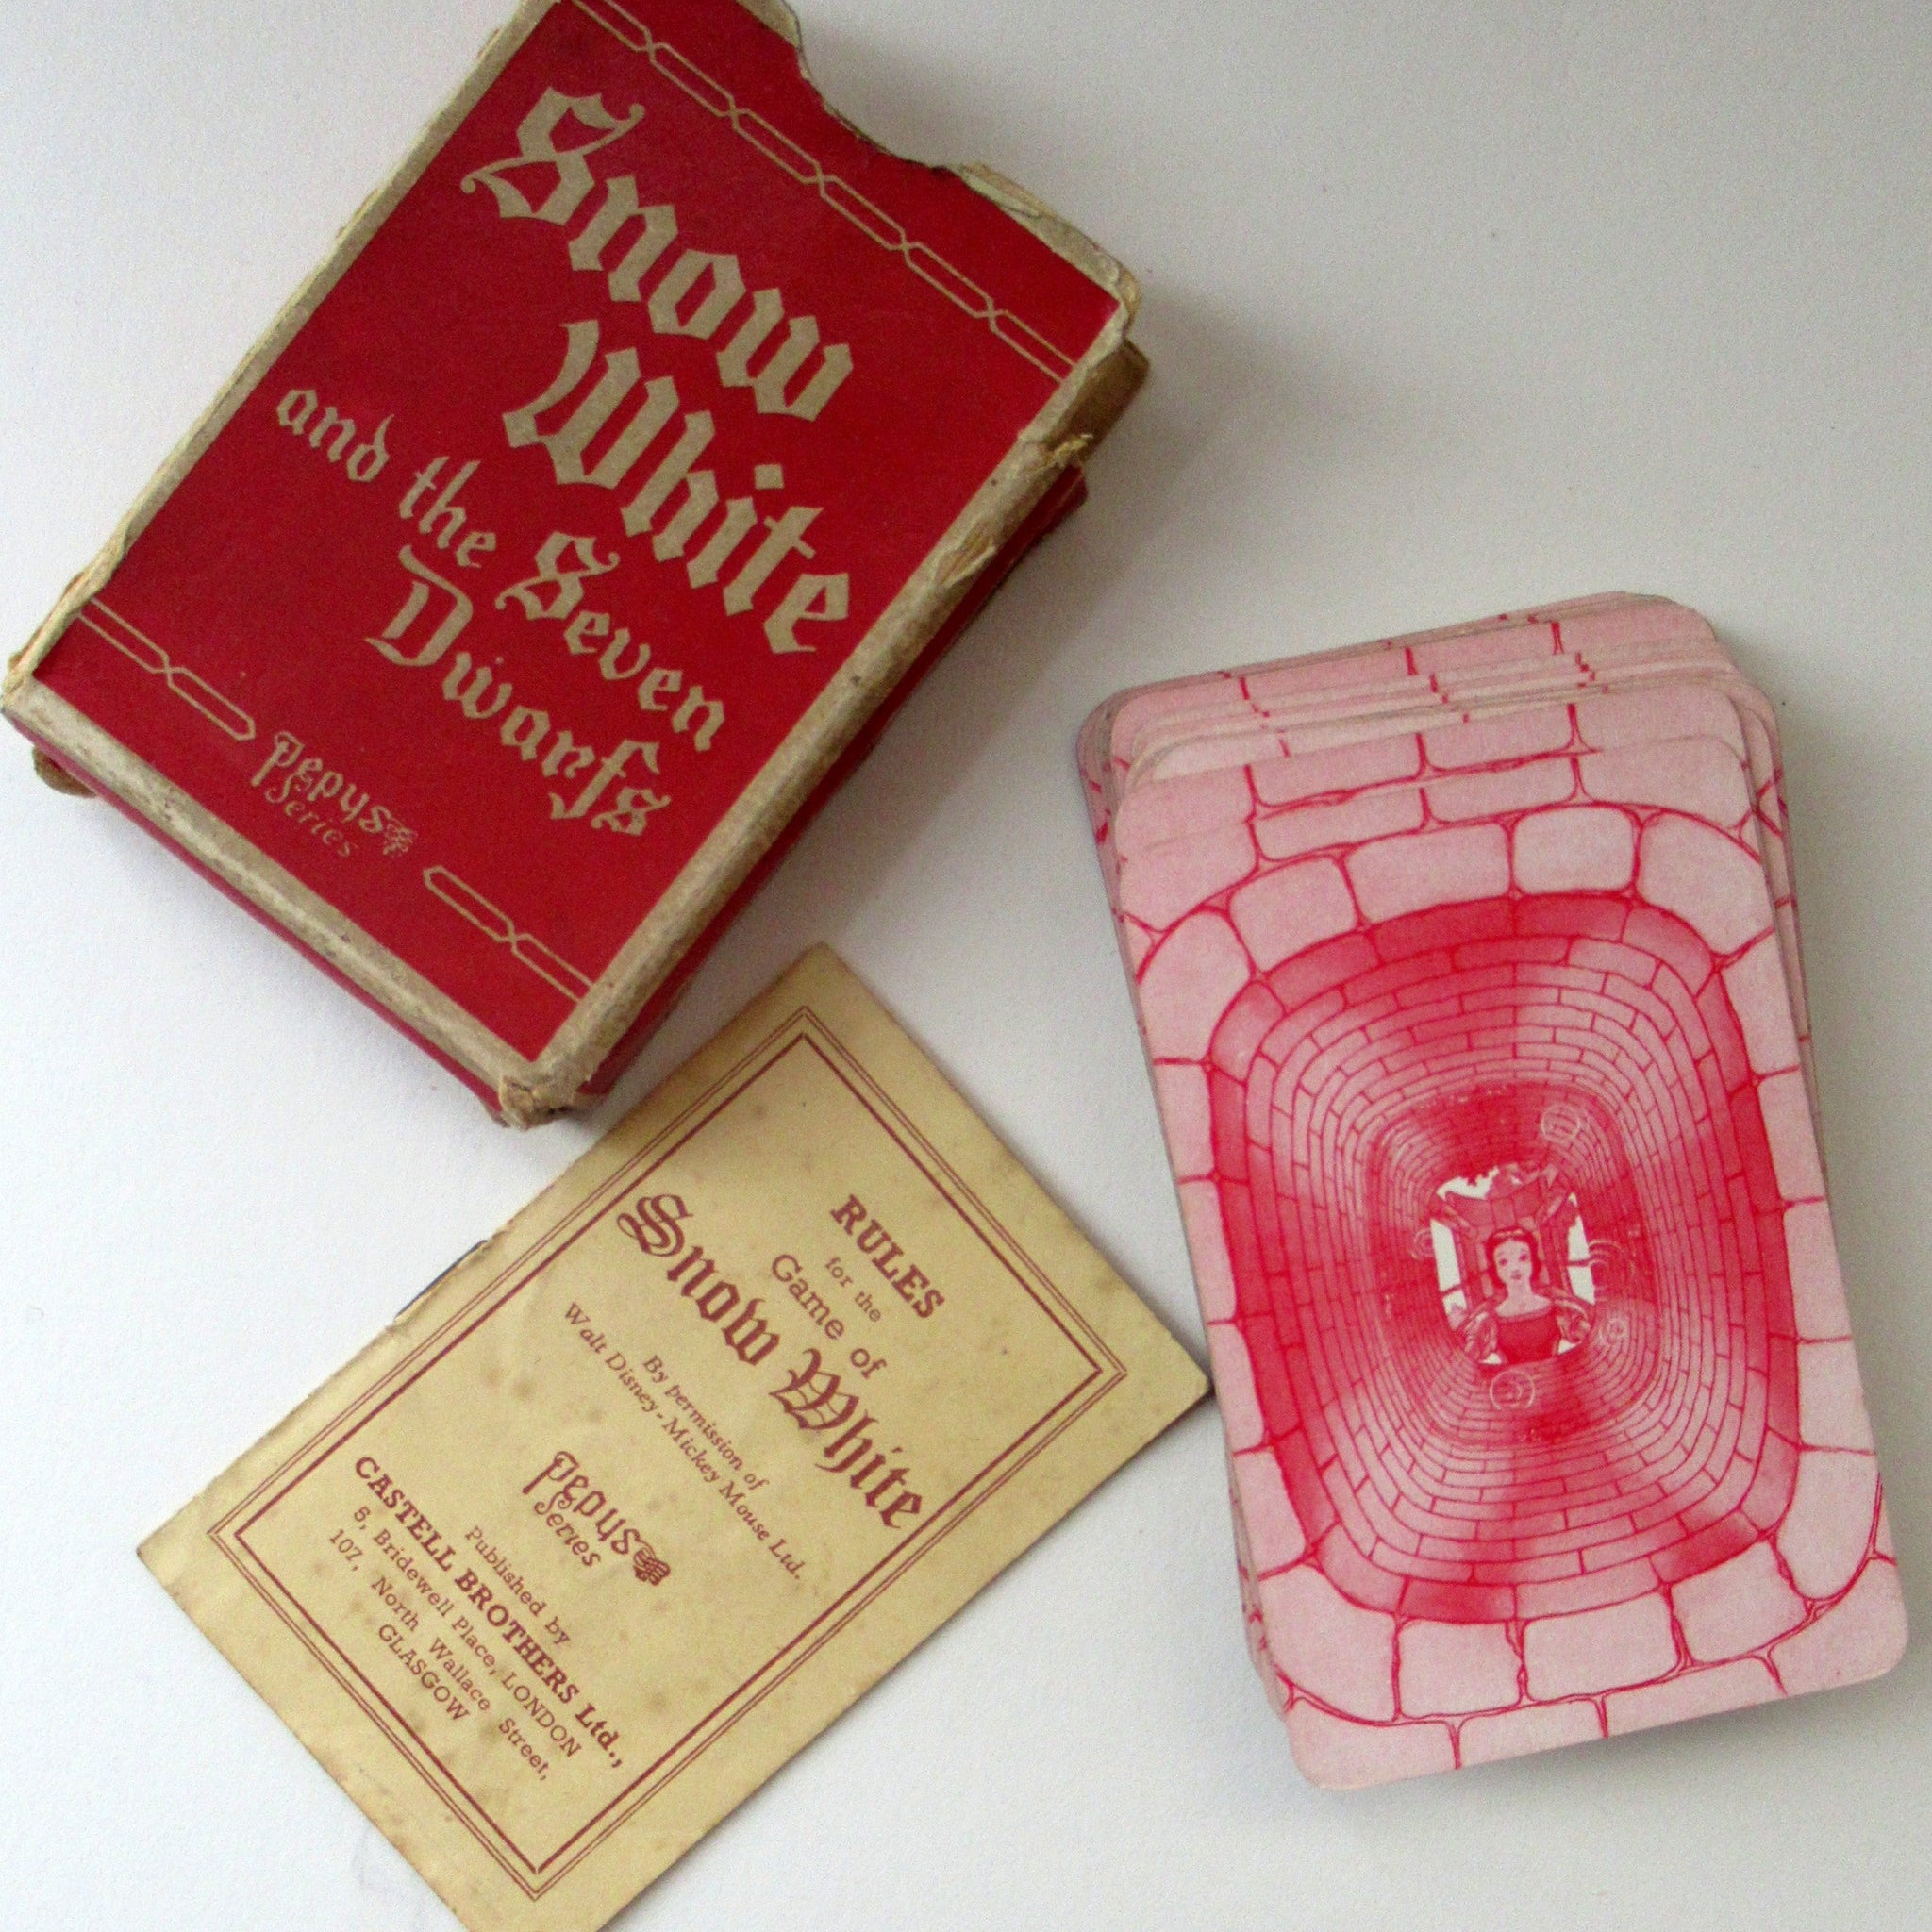 Snow
White
and the Seven
Dwarfs
Pepys
Series
RULES
for the
Game of
Snow White
By permission of
Walt Disney-Mickey Mouse Ltd.
Pepys
Series
Published by
CASTELL BROTHERS Ltd.,
5, Bridewell Place, LONDON
107, North Wallace Street,
GLASGOW